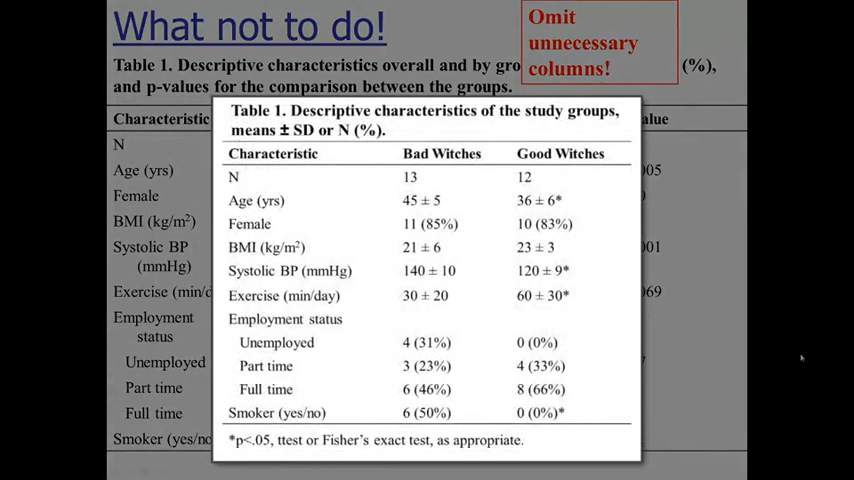 What not to do!
Omit
unnecessary
columns!
Table 1. Descriptive characteristics overall and by gro (%),
and p-values for the comparison between the groups.
Characteristic alue
N
Age (yrs) 05
Female
BMI (kg/m²)
Systolic BP 01
(mmHg)
Exercise (min/d 069
Employment
status
Unemployed
Part time
Full time
Smoker (yes/no
Table 1. Descriptive characteristics of the study groups,
means ± SD or N (%).
Characteristic Bad Witches Good Witches
N 13 12
Age (yrs) 45 ± 5 36 ± 6*
Female 11 (85%) 10 (83%)
BMI (kg/m²) 21 ± 6 23 ± 3
Systolic BP (mmHg) 140 ± 10 120 ± 9*
Exercise (min/day) 30 ± 20 60 ± 30*
Employment status
Unemployed 4 (31%) 0 (0%)
Part time 3 (23%) 4 (33%)
Full time 6 (46%) 8 (66%)
Smoker (yes/no) 6 (50%) 0 (0%)*
*p<.05, ttest or Fisher's exact test, as appropriate.